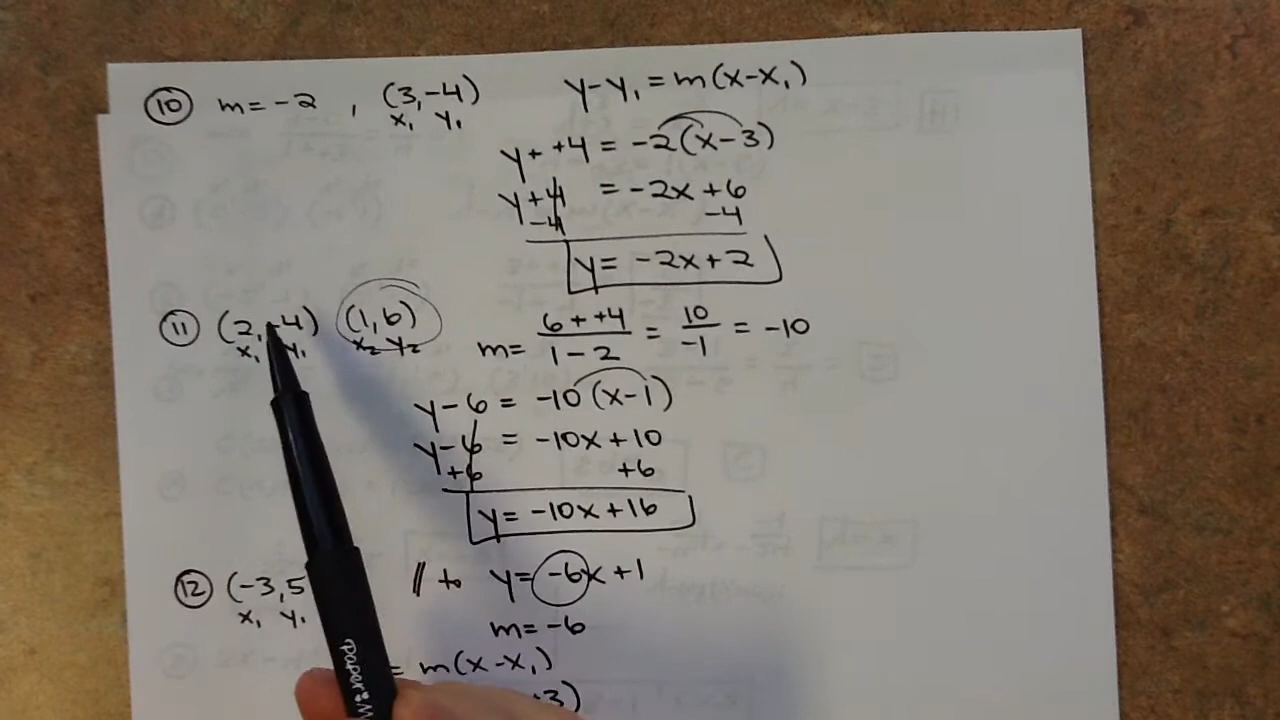 ⑩ m = -2 , (3, -4) y - y₁ = m(x - x₁)
x₁ y₁
y + +4 = -2(x - 3)
y + 4 = -2x + 6
-4 -4
y = -2x + 2
⑪ (2, -4) (1, 6) m = (6 + +4)/(1 - 2) = 10/-1 = -10
x₁ y₁ x₂ y₂
y - 6 = -10(x - 1)
y - 6 = -10x + 10
+6 +6
y = -10x + 16
⑫ (-3, 5 // to y = -6x + 1
x₁ y₁
m = -6
= m(x - x₁)
+3)
Paper:M